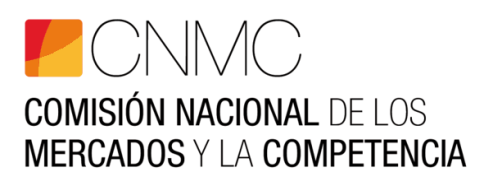 CNMC
COMISIÓN NACIONAL DE LOS
MERCADOS Y LA COMPETENCIA